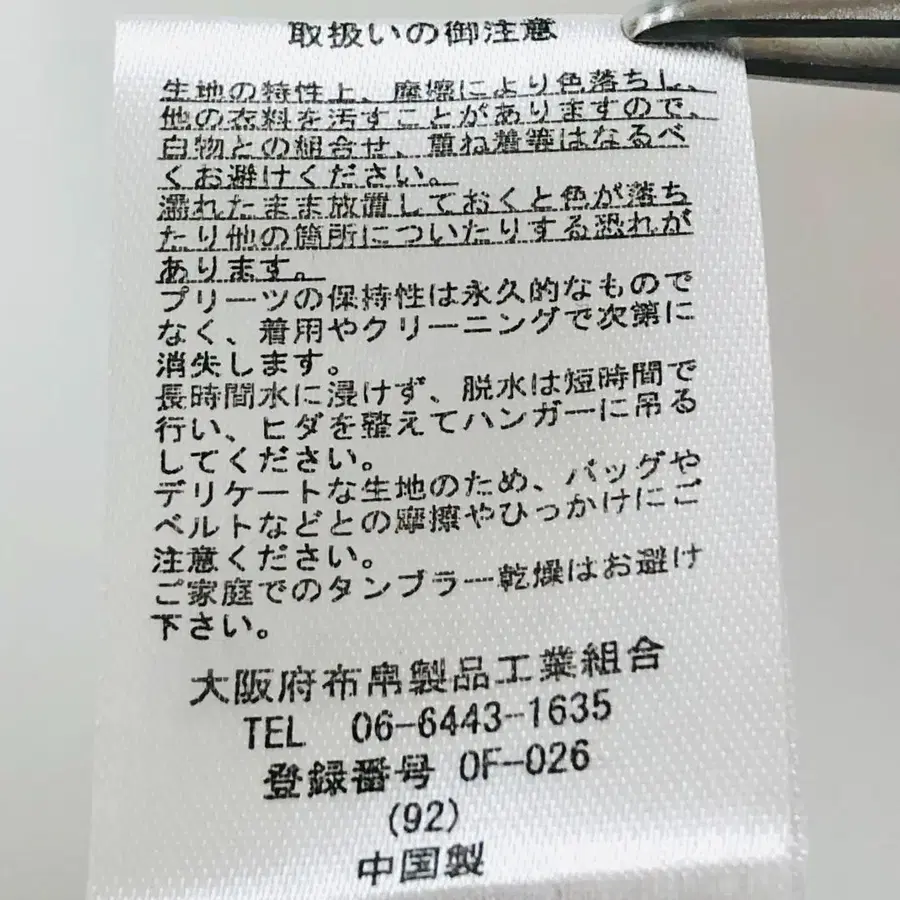 取扱いの御注意
生地の特性上、摩擦により色落ちし、
他の衣料を汚すことがありますので、
白物との組合せ、重ね着等はなるべ
くお避けください。
濡れたまま放置しておくと色が落ち
たり他の箇所についたりする恐れが
あります。
プリーツの保持性は永久的なもので
なく、着用やクリーニングで次第に
消失します。
長時間水に浸けず、脱水は短時間で
行い、ヒダを整えてハンガーに吊る
してください。
デリケートな生地のため、バッグや
ベルトなどとの摩擦やひっかけにご
注意ください。
ご家庭でのタンブラー乾燥はお避け
下さい。
大阪府布帛製品工業組合
TEL 06-6443-1635
登録番号 OF-026
(92)
中国製